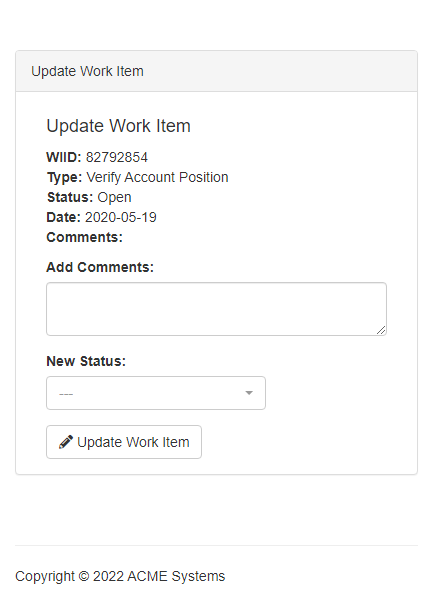 Update Work Item
Update Work Item
WIID: 82792854
Type: Verify Account Position
Status: Open
Date: 2020-05-19
Comments:
Add Comments:
New Status:
---
Update Work Item
Copyright © 2022 ACME Systems